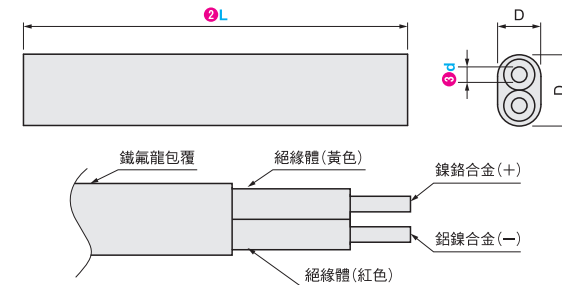 ❷L
D
❸d
D
鐵氟龍包覆
絕緣體(黃色)
鎳鉻合金(+)
鋁鎳合金(−)
絕緣體(紅色)